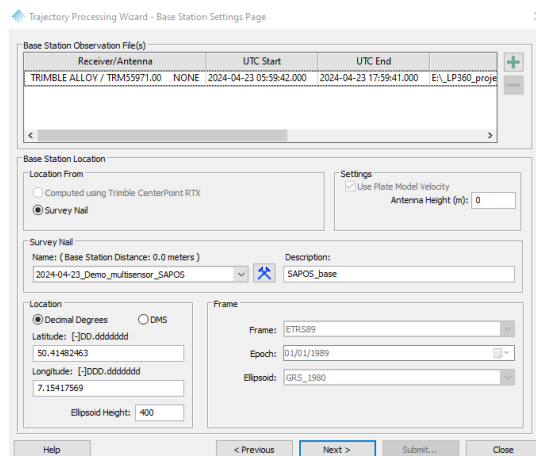 Trajectory Processing Wizard - Base Station Settings Page
Base Station Observation File(s)
Receiver/Antenna UTC Start UTC End
TRIMBLE ALLOY / TRM55971.00 NONE 2024-04-23 05:59:42.000 2024-04-23 17:59:41.000 E:\_LP360_proje
Base Station Location
Location From
Computed using Trimble CenterPoint RTX
Survey Nail
Settings
Use Plate Model Velocity
Antenna Height (m): 0
Survey Nail
Name: ( Base Station Distance: 0.0 meters ) Description:
2024-04-23_Demo_multisensor_SAPOS SAPOS_base
Location
Decimal Degrees DMS
Latitude: [-]DD.ddddddd
50.41482463
Longitude: [-]DDD.ddddddd
7.15417569
Ellipsoid Height: 400
Frame
Frame: ETRS89
Epoch: 01/01/1989
Ellipsoid: GRS_1980
Help < Previous Next > Submit... Close